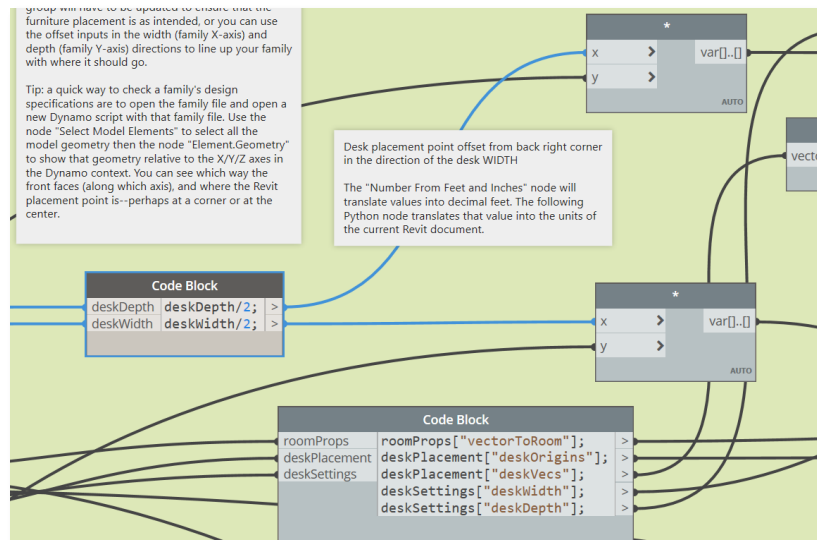 group will have to be updated to ensure that the
furniture placement is as intended, or you can use
the offset inputs in the width (family X-axis) and
depth (family Y-axis) directions to line up your family
with where it should go.
Tip: a quick way to check a family's design
specifications are to open the family file and open a
new Dynamo script with that family file. Use the
node "Select Model Elements" to select all the
model geometry then the node "Element.Geometry"
to show that geometry relative to the X/Y/Z axes in
the Dynamo context. You can see which way the
front faces (along which axis), and where the Revit
placement point is--perhaps at a corner or at the
center.
*
x > var[]..[]
y >
AUTO
Desk placement point offset from back right corner
in the direction of the desk WIDTH
The "Number From Feet and Inches" node will
translate values into decimal feet. The following
Python node translates that value into the units of
the current Revit document.
vecto
Code Block
deskDepth deskDepth/2; >
deskWidth deskWidth/2; >
*
x > var[]..[]
y >
AUTO
Code Block
roomProps roomProps["vectorToRoom"]; >
deskPlacement deskPlacement["deskOrigins"]; >
deskSettings deskPlacement["deskVecs"]; >
deskSettings["deskWidth"]; >
deskSettings["deskDepth"]; >